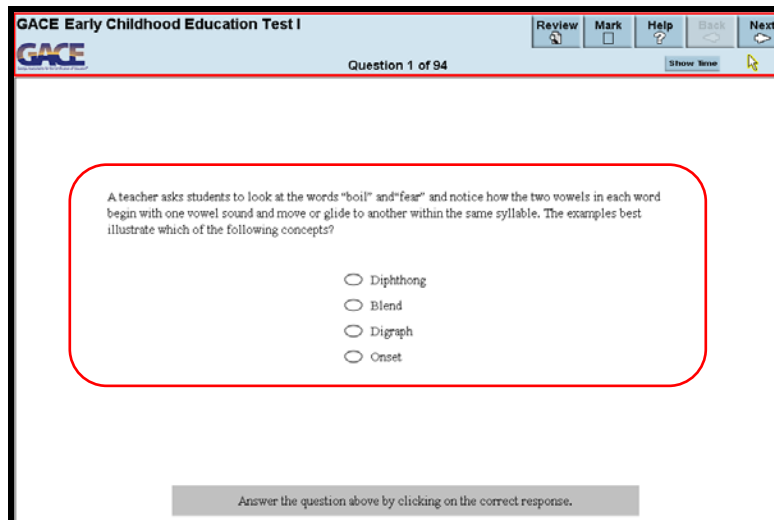 GACE Early Childhood Education Test I
Review
Mark
Help
Back
Next
GACE
Question 1 of 94
Show Time
A teacher asks students to look at the words "boil" and"fear" and notice how the two vowels in each word
begin with one vowel sound and move or glide to another within the same syllable. The examples best
illustrate which of the following concepts?
Diphthong
Blend
Digraph
Onset
Answer the question above by clicking on the correct response.